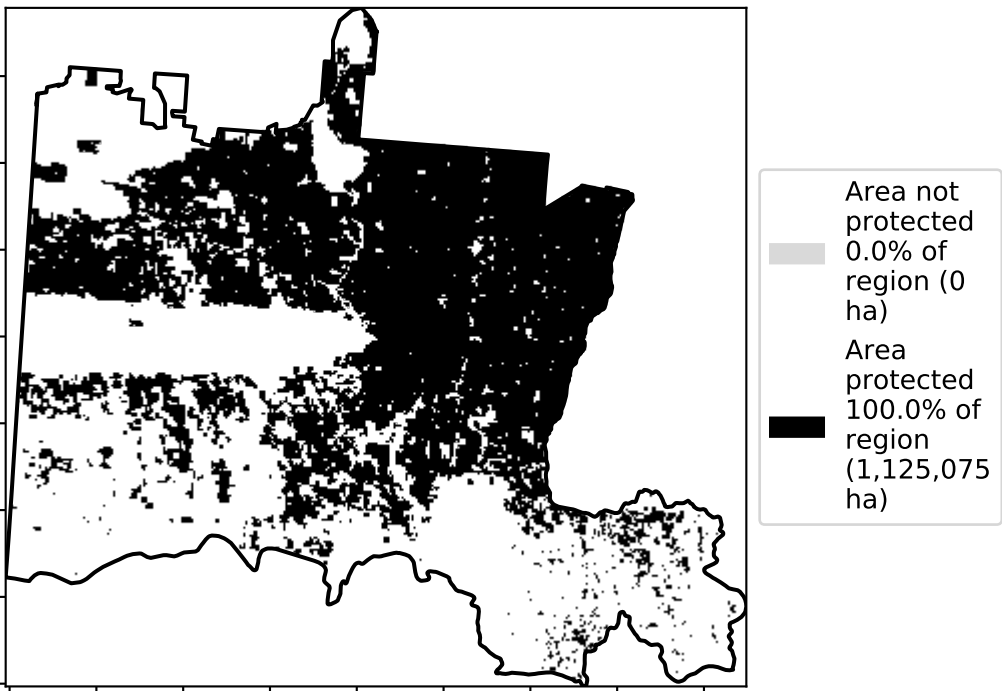 Area not
protected
0.0% of
region (0
ha)
Area
protected
100.0% of
region
(1,125,075
ha)